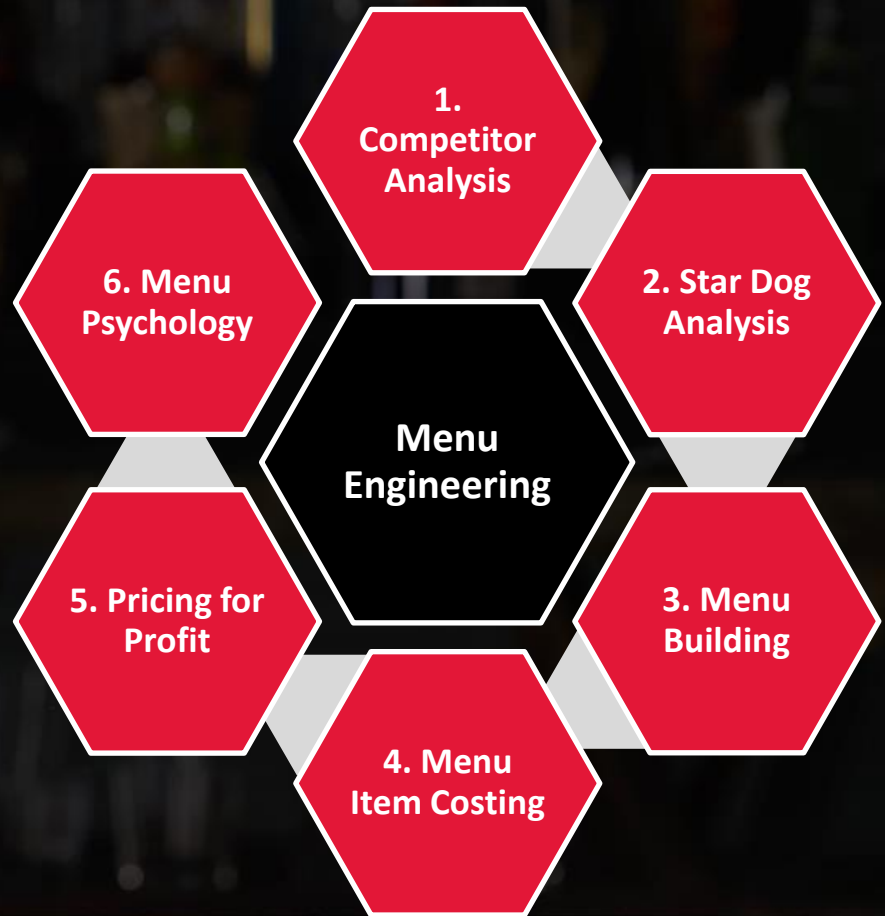 1.
Competitor
Analysis
2. Star Dog
Analysis
3. Menu
Building
4. Menu
Item Costing
5. Pricing for
Profit
6. Menu
Psychology
Menu
Engineering